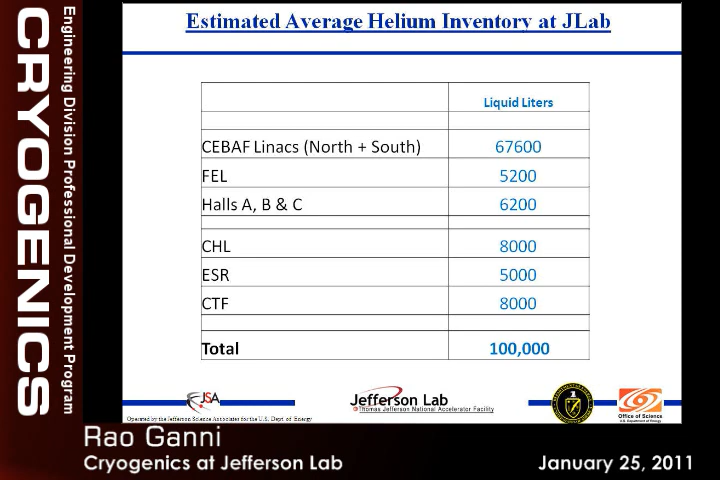 Engineering Division Professional Development Program
CRYOGENICS
Estimated Average Helium Inventory at JLab
Liquid Liters
CEBAF Linacs (North + South) 67600
FEL 5200
Halls A, B & C 6200
CHL 8000
ESR 5000
CTF 8000
Total 100,000
JSA
Jefferson Lab
Thomas Jefferson National Accelerator Facility
Office of Science
U.S. Department of Energy
Operated by the Jefferson Science Associates for the U.S. Dept. of Energy
Rao Ganni
Cryogenics at Jefferson Lab
January 25, 2011